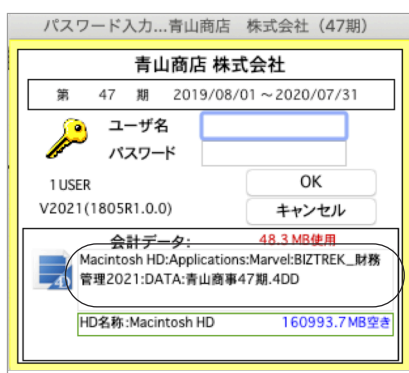 パスワード入力...青山商店　株式会社（47期）
青山商店 株式会社
第　47　期　2019/08/01 ～2020/07/31
ユーザ名
パスワード
1USER
OK
V2021(1805R1.0.0)
キャンセル
会計データ:　48.3 MB使用
Macintosh HD:Applications:Marvel:BIZTREK_財務
管理2021:DATA:青山商事47期.4DD
4
HD名称:Macintosh HD　160993.7MB空き